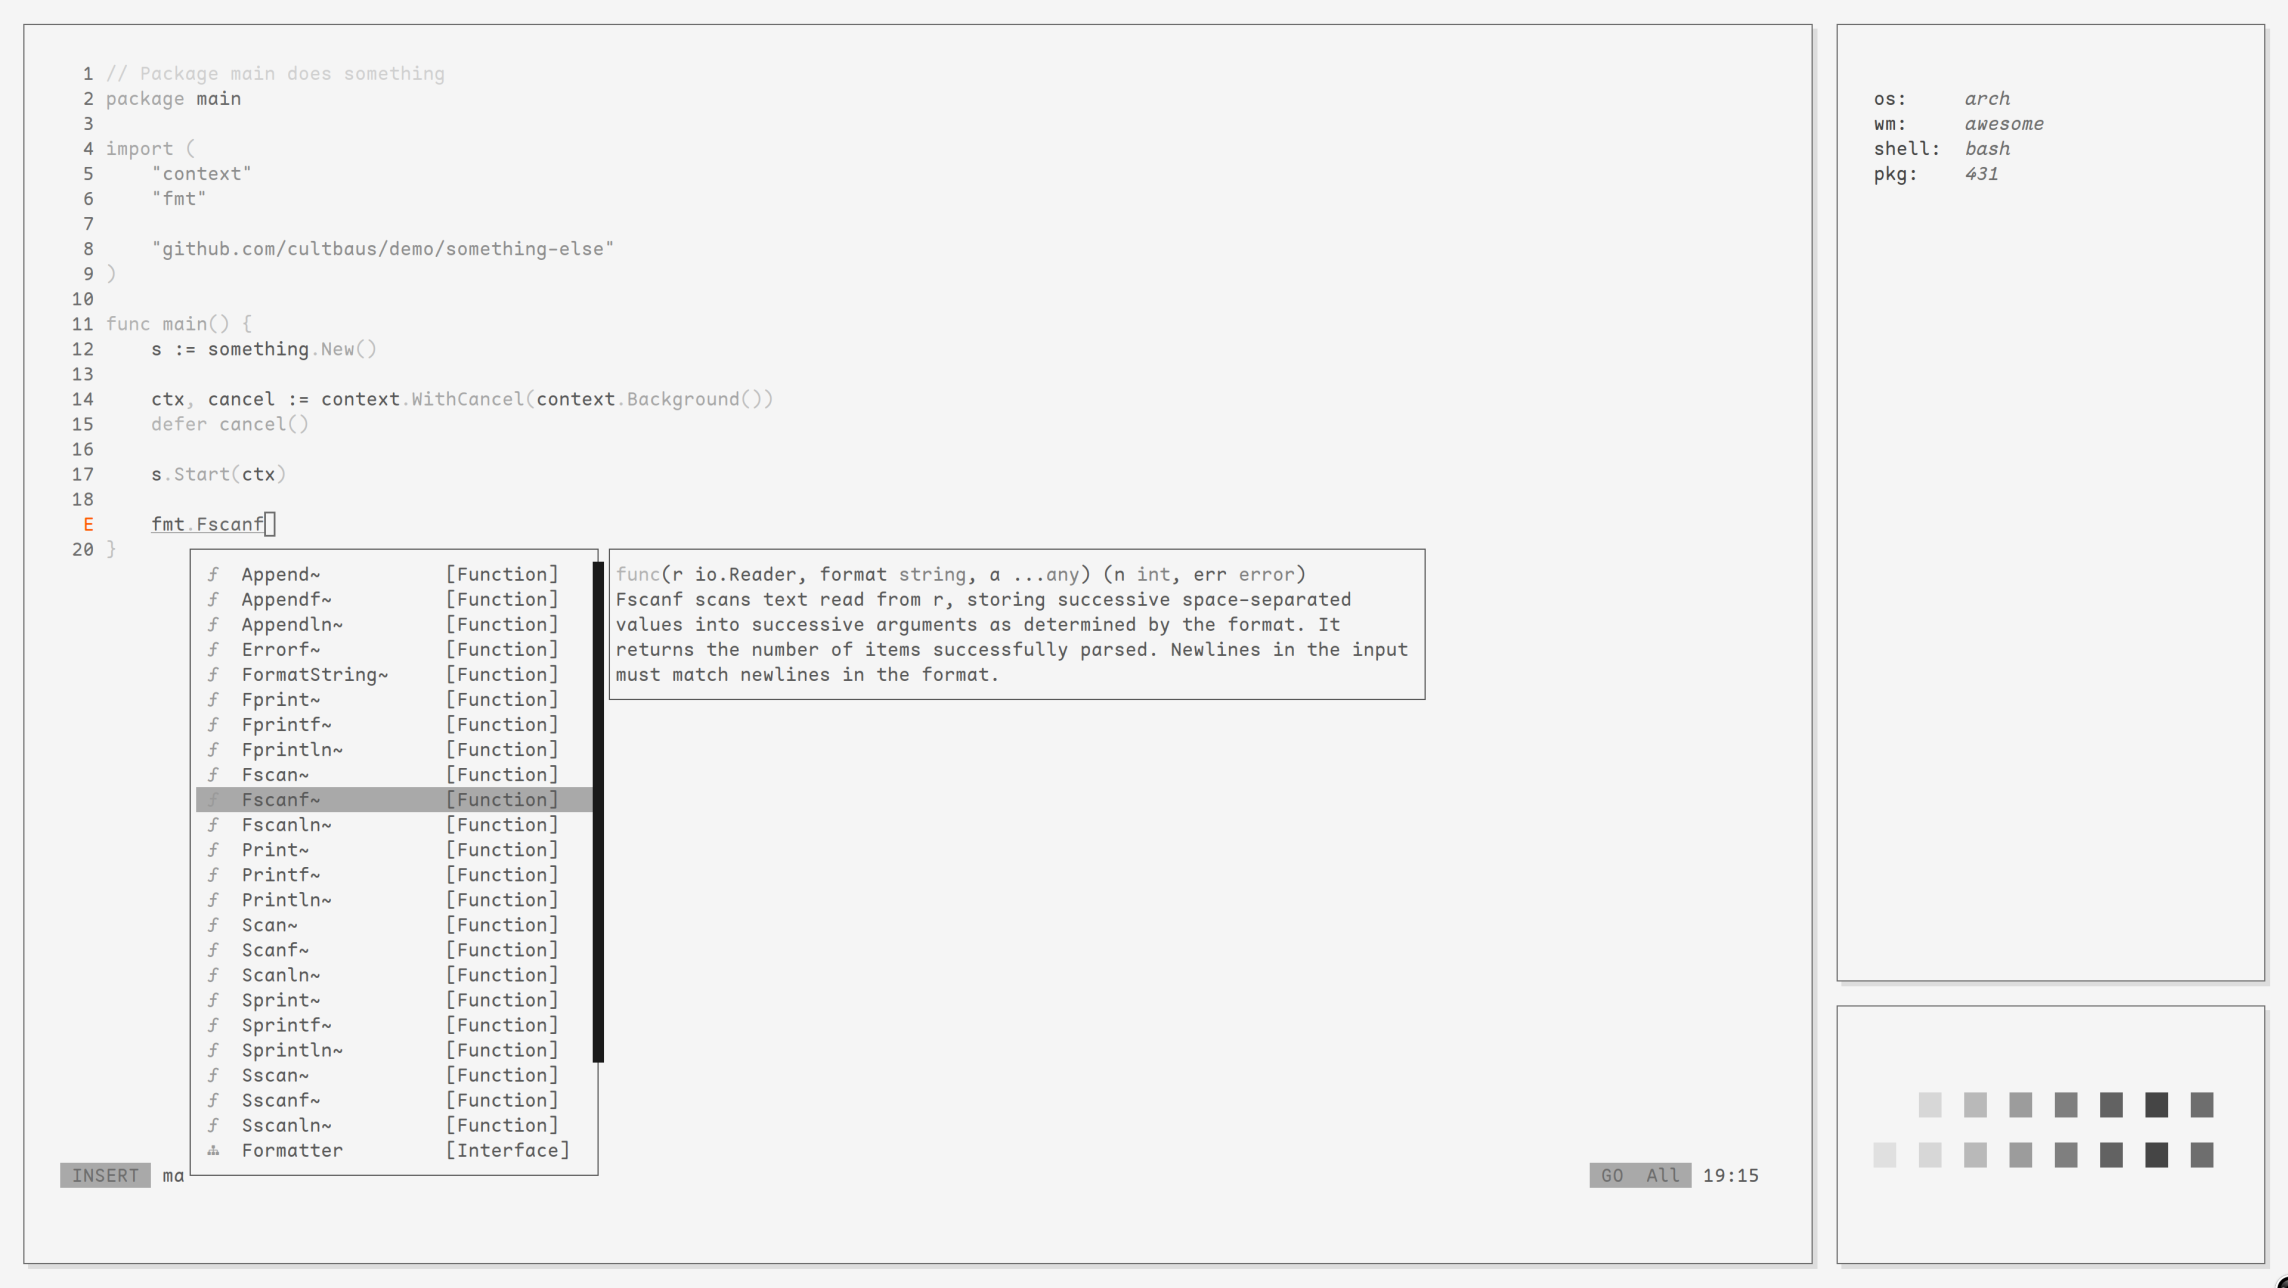 1 // Package main does something
2 package main
3
4 import (
5     "context"
6     "fmt"
7
8     "github.com/cultbaus/demo/something-else"
9 )
10
11 func main() {
12     s := something.New()
13
14     ctx, cancel := context.WithCancel(context.Background())
15     defer cancel()
16
17     s.Start(ctx)
18
E     fmt.Fscanf
20 }
ƒ Append~ [Function]
ƒ Appendf~ [Function]
ƒ Appendln~ [Function]
ƒ Errorf~ [Function]
ƒ FormatString~ [Function]
ƒ Fprint~ [Function]
ƒ Fprintf~ [Function]
ƒ Fprintln~ [Function]
ƒ Fscan~ [Function]
ƒ Fscanf~ [Function]
ƒ Fscanln~ [Function]
ƒ Print~ [Function]
ƒ Printf~ [Function]
ƒ Println~ [Function]
ƒ Scan~ [Function]
ƒ Scanf~ [Function]
ƒ Scanln~ [Function]
ƒ Sprint~ [Function]
ƒ Sprintf~ [Function]
ƒ Sprintln~ [Function]
ƒ Sscan~ [Function]
ƒ Sscanf~ [Function]
ƒ Sscanln~ [Function]
Formatter [Interface]
func(r io.Reader, format string, a ...any) (n int, err error)
Fscanf scans text read from r, storing successive space-separated
values into successive arguments as determined by the format. It
returns the number of items successfully parsed. Newlines in the input
must match newlines in the format.
INSERT ma GO All 19:15
os: arch
wm: awesome
shell: bash
pkg: 431